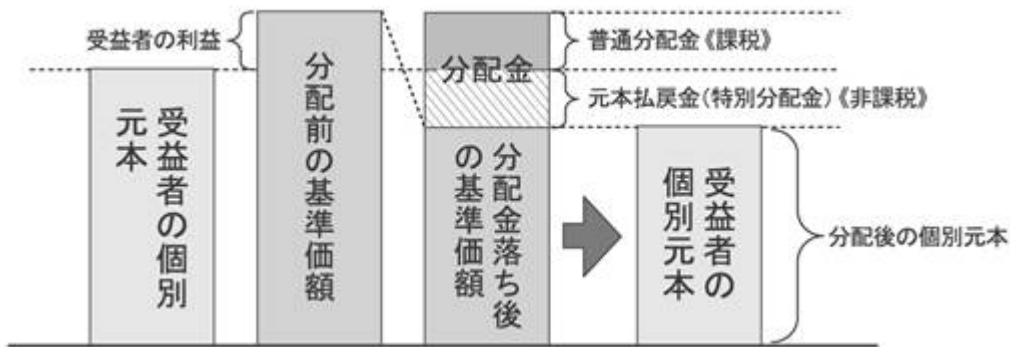 受益者の利益
受益者の個別
元本
分配前の基準価額
分配金
分配金落ち後
の基準価額
普通分配金《課税》
元本払戻金(特別分配金)《非課税》
受益者の
個別元本
分配後の個別元本